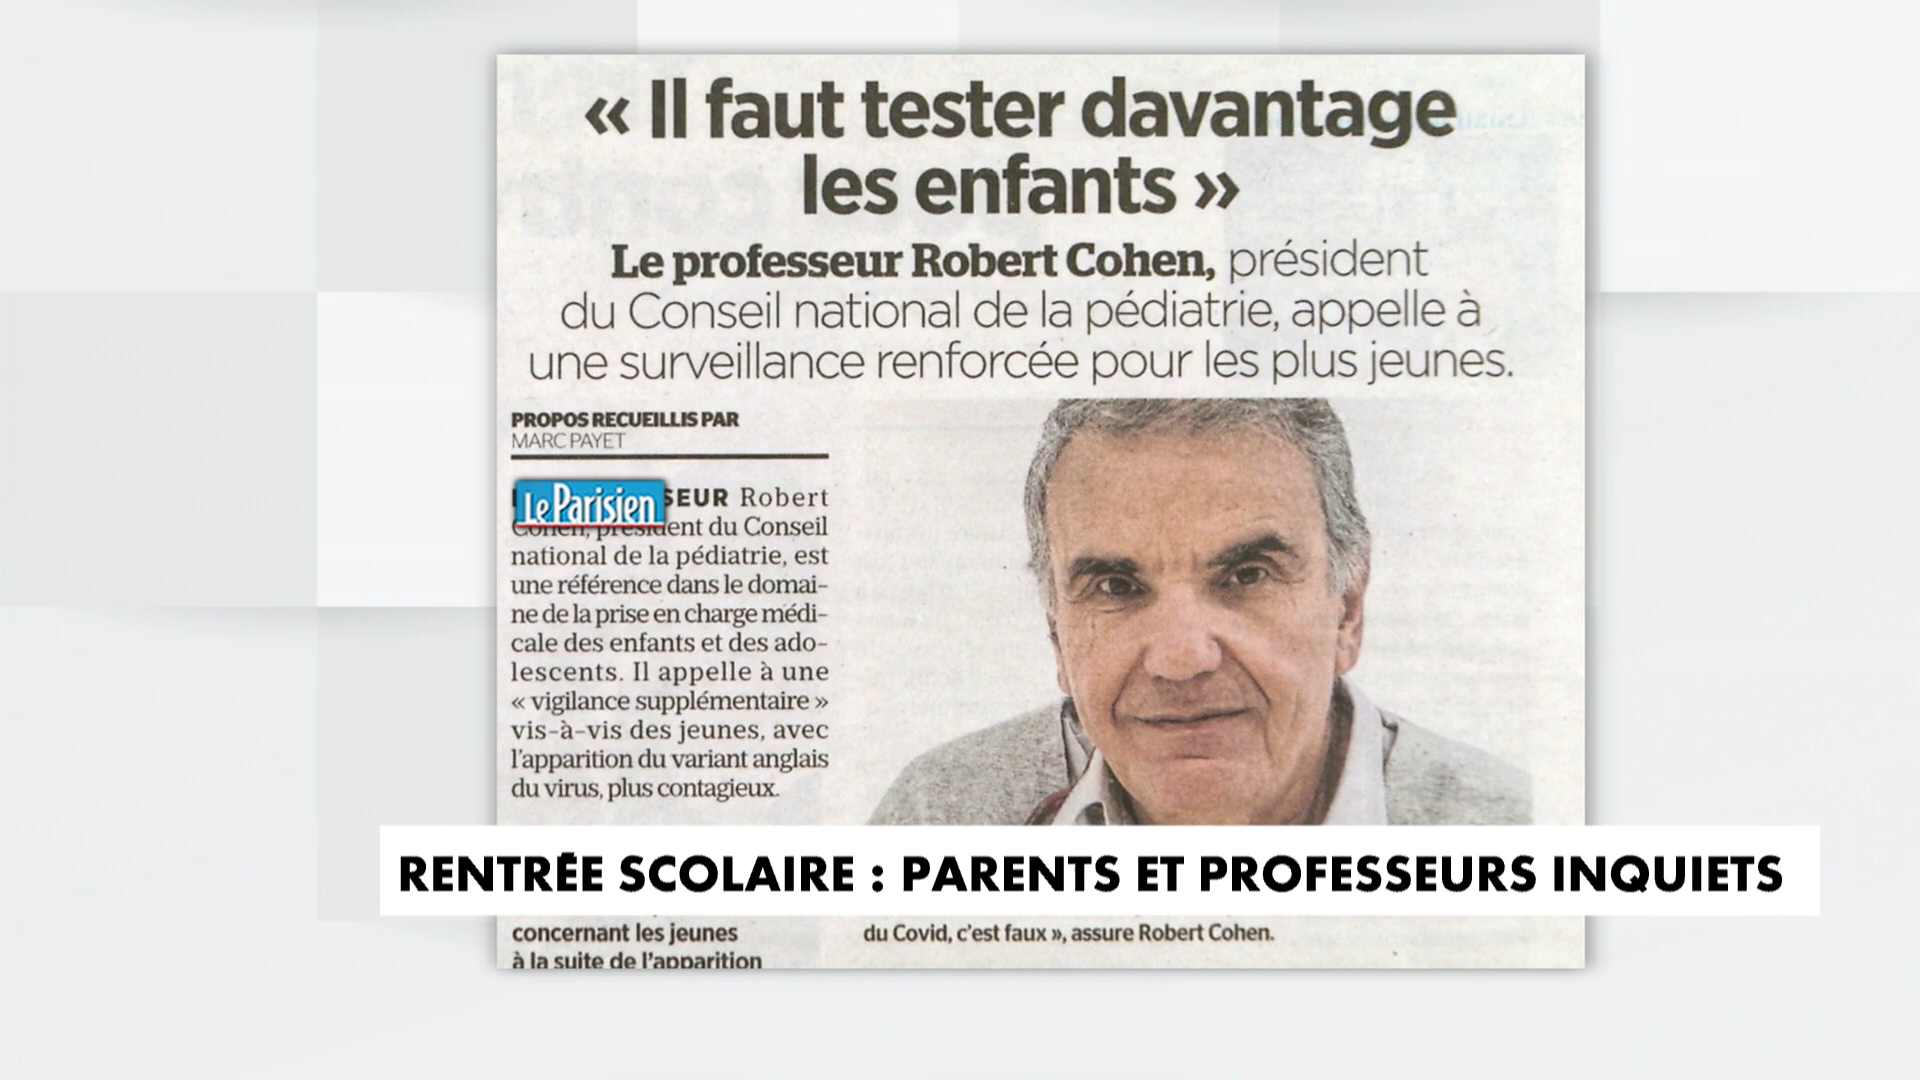 « Il faut tester davantage
les enfants »
Le professeur Robert Cohen, président
du Conseil national de la pédiatrie, appelle à
une surveillance renforcée pour les plus jeunes.
PROPOS RECUEILLIS PAR
MARC PAYET
Le Parisien
SEUR Robert
Cohen, président du Conseil
national de la pédiatrie, est
une référence dans le domai-
ne de la prise en charge médi-
cale des enfants et des ado-
lescents. Il appelle à une
« vigilance supplémentaire »
vis-à-vis des jeunes, avec
l'apparition du variant anglais
du virus, plus contagieux.
RENTRÉE SCOLAIRE : PARENTS ET PROFESSEURS INQUIETS
concernant les jeunes
à la suite de l'apparition
du Covid, c'est faux », assure Robert Cohen.